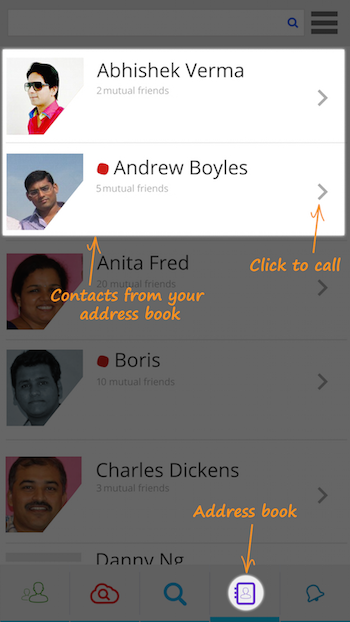 Abhishek Verma
2 mutual friends
Andrew Boyles
5 mutual friends
Click to call
Anita Fred
20 mutual friends
Contacts from your
address book
Boris
10 mutual friends
Charles Dickens
3 mutual friends
Address book
Danny Ng